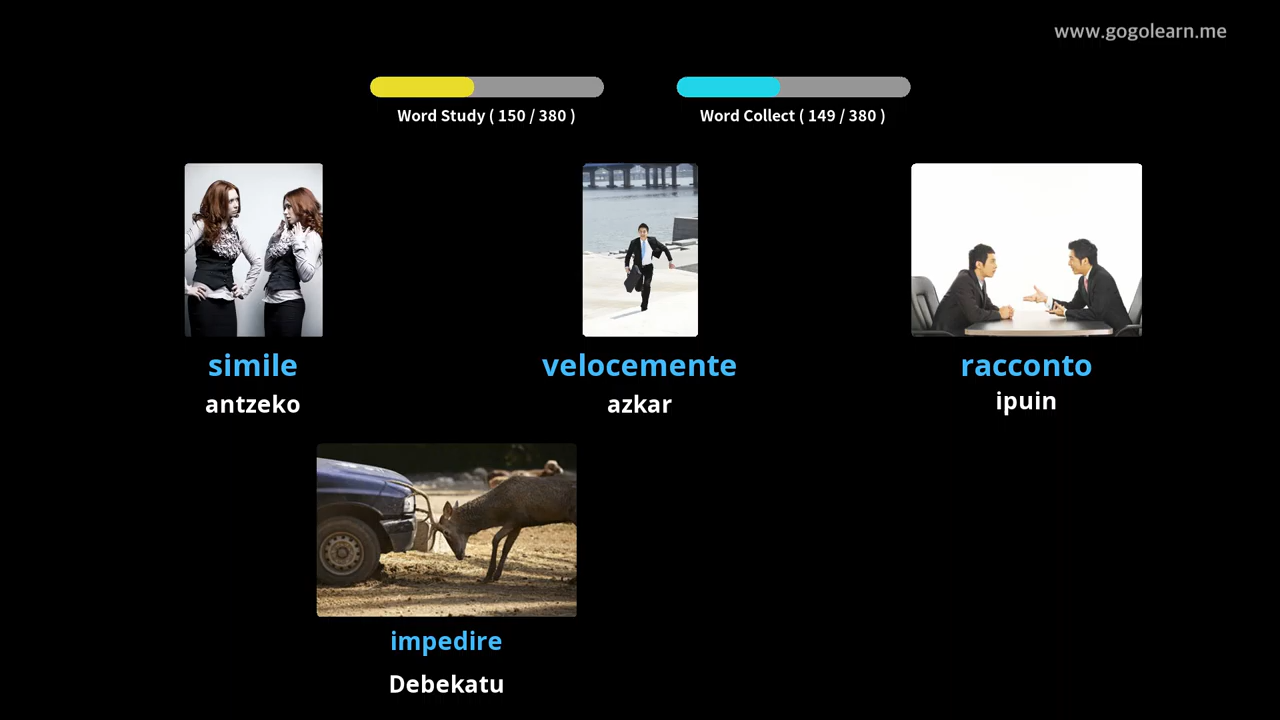 www.gogolearn.me
Word Study ( 150 / 380 )
Word Collect ( 149 / 380 )
simile
antzeko
velocemente
azkar
racconto
ipuin
impedire
Debekatu